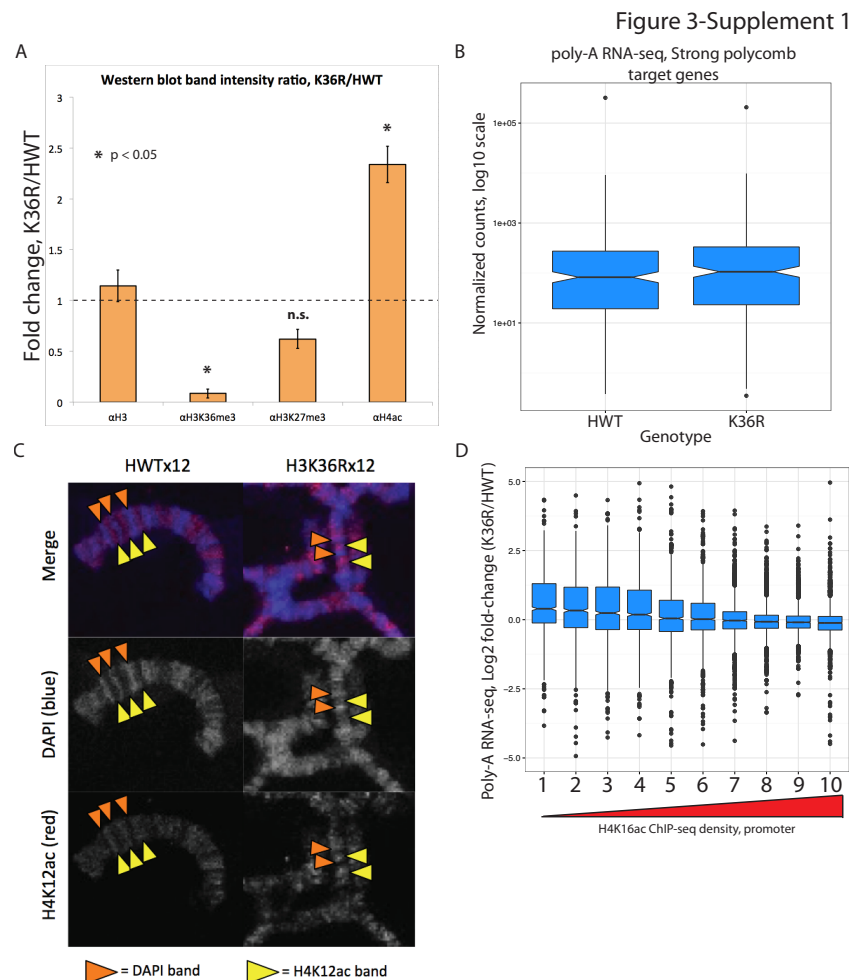 Figure 3-Supplement 1
A
Western blot band intensity ratio, K36R/HWT
Fold change, K36R/HWT
3
2.5
2
1.5
1
0.5
0
* p < 0.05
*
n.s.
*
αH3
αH3K36me3
αH3K27me3
αH4ac
B
poly-A RNA-seq, Strong polycomb
target genes
Normalized counts, log10 scale
1e+05
1e+03
1e+01
HWT
K36R
Genotype
C
HWTx12
H3K36Rx12
Merge
DAPI (blue)
H4K12ac (red)
= DAPI band
= H4K12ac band
D
Poly-A RNA-seq, Log2 fold-change (K36R/HWT)
5.0
2.5
0.0
-2.5
-5.0
1 2 3 4 5 6 7 8 9 10
H4K16ac ChIP-seq density, promoter